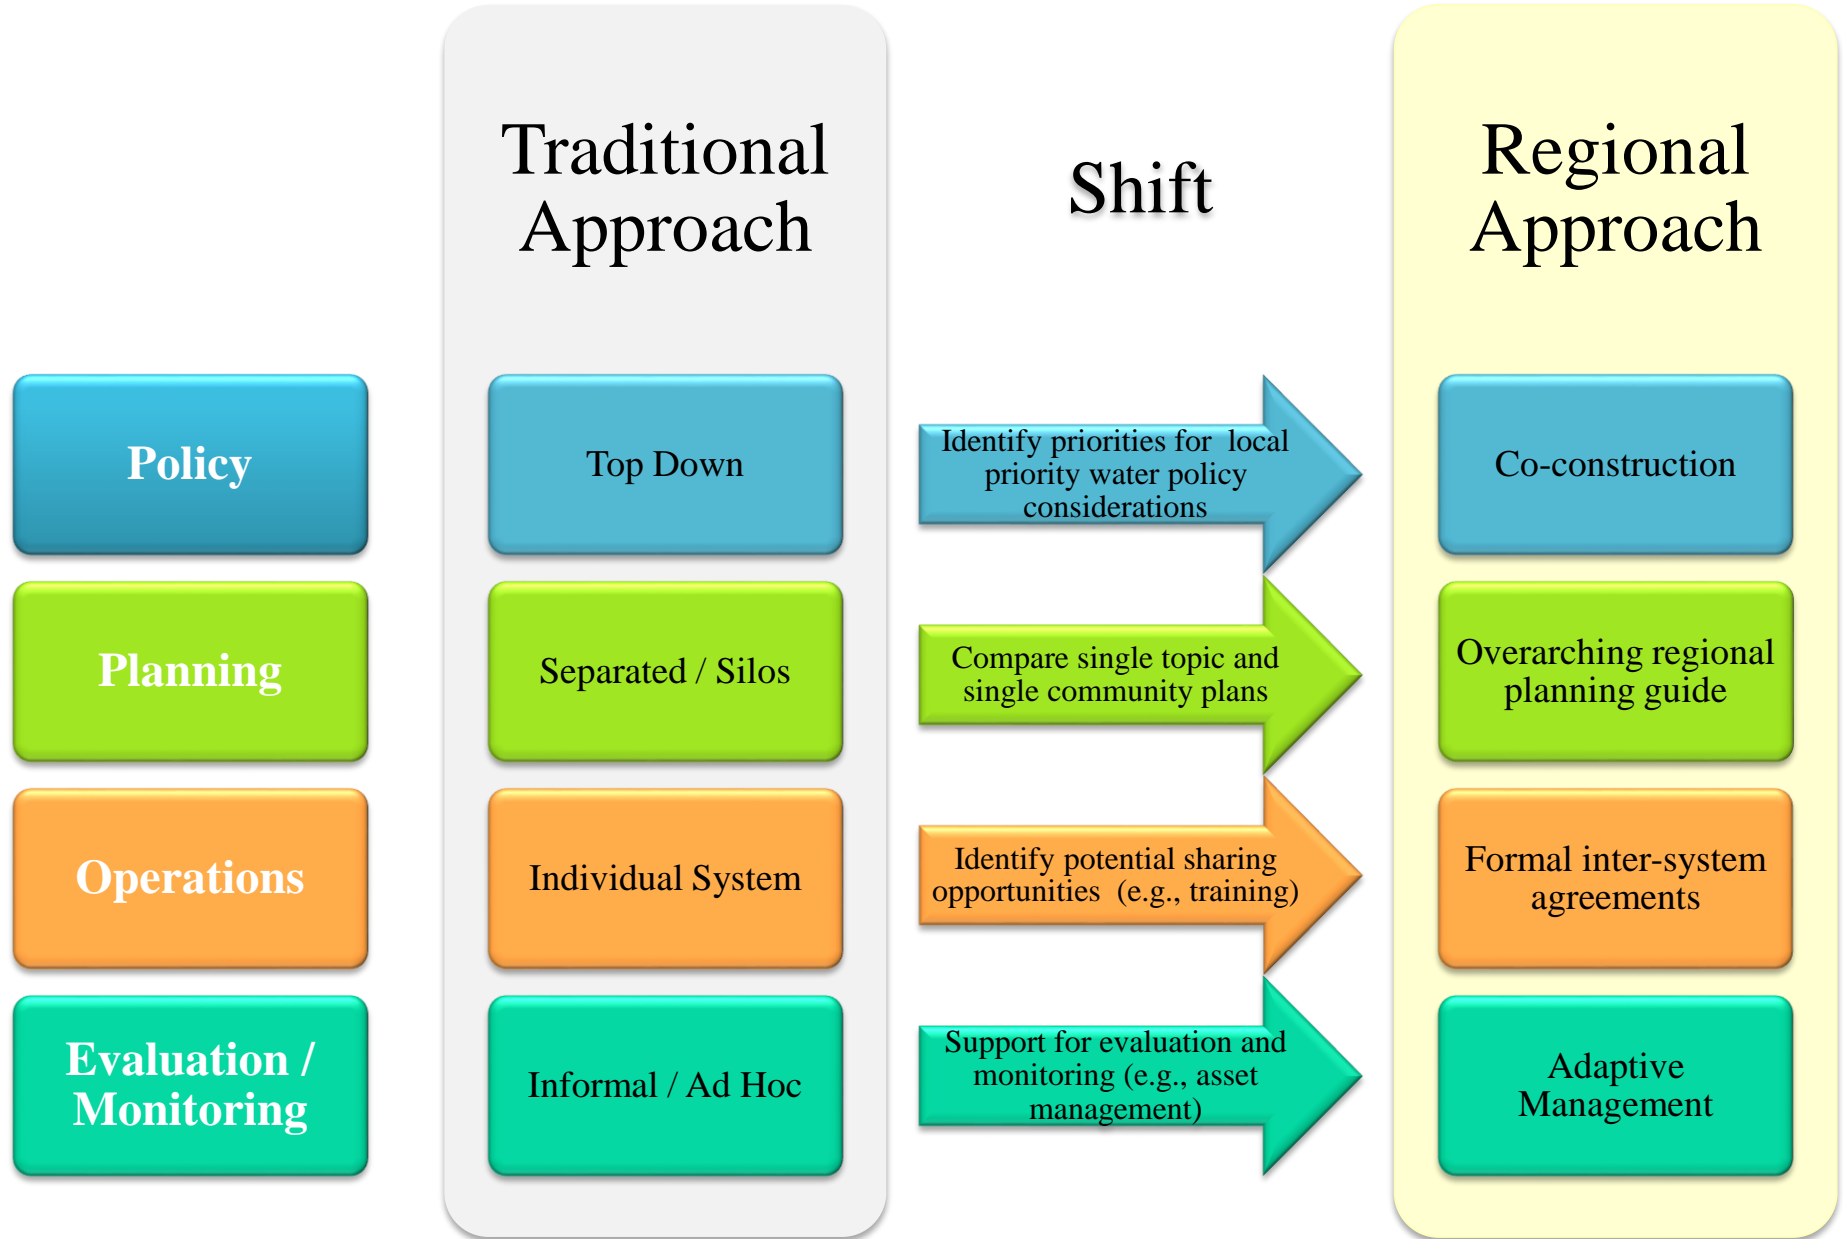 Traditional
Approach
Shift
Regional
Approach
Policy
Top Down
Identify priorities for  local
priority water policy
considerations
Co-construction
Planning
Separated / Silos
Compare single topic and
single community plans
Overarching regional
planning guide
Operations
Individual System
Identify potential sharing
opportunities  (e.g., training)
Formal inter-system
agreements
Evaluation /
Monitoring
Informal / Ad Hoc
Support for evaluation and
monitoring (e.g., asset
management)
Adaptive
Management